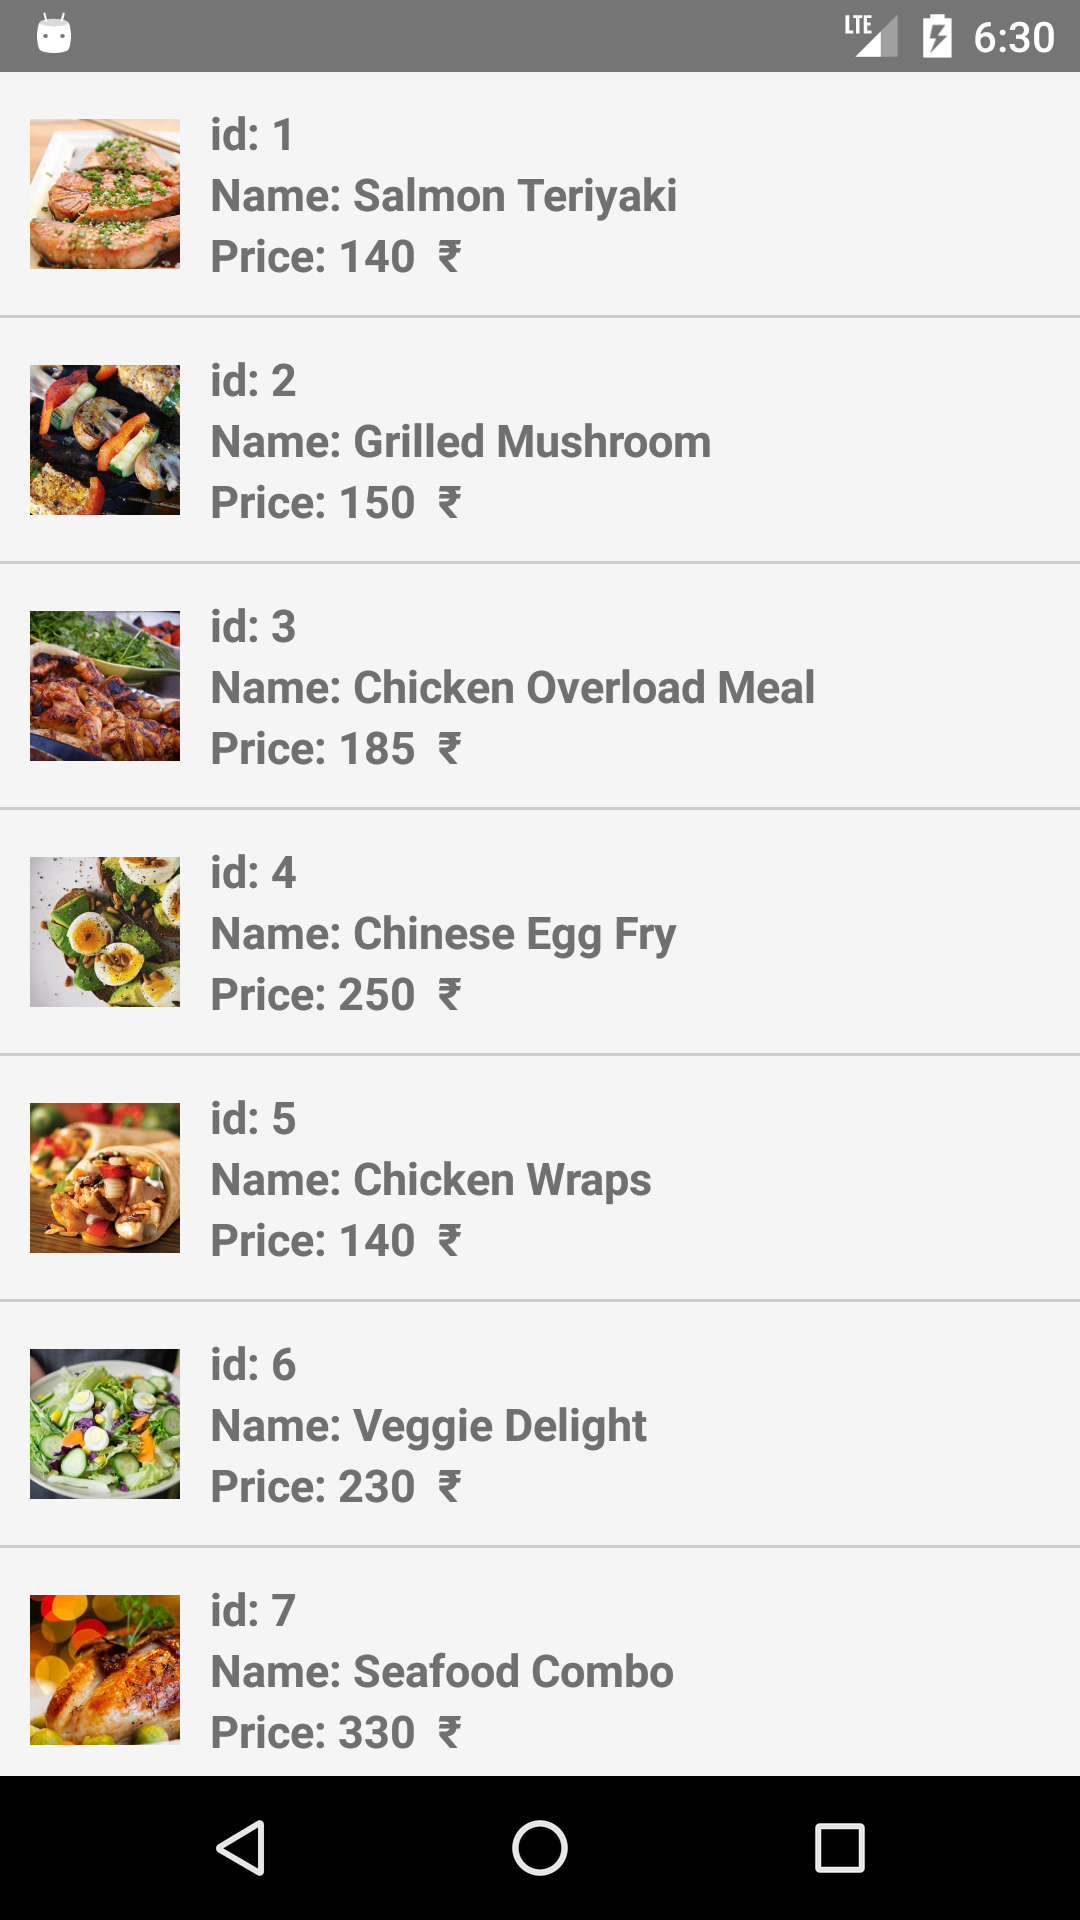 LTE 6:30
id: 1
Name: Salmon Teriyaki
Price: 140 ₹
id: 2
Name: Grilled Mushroom
Price: 150 ₹
id: 3
Name: Chicken Overload Meal
Price: 185 ₹
id: 4
Name: Chinese Egg Fry
Price: 250 ₹
id: 5
Name: Chicken Wraps
Price: 140 ₹
id: 6
Name: Veggie Delight
Price: 230 ₹
id: 7
Name: Seafood Combo
Price: 330 ₹